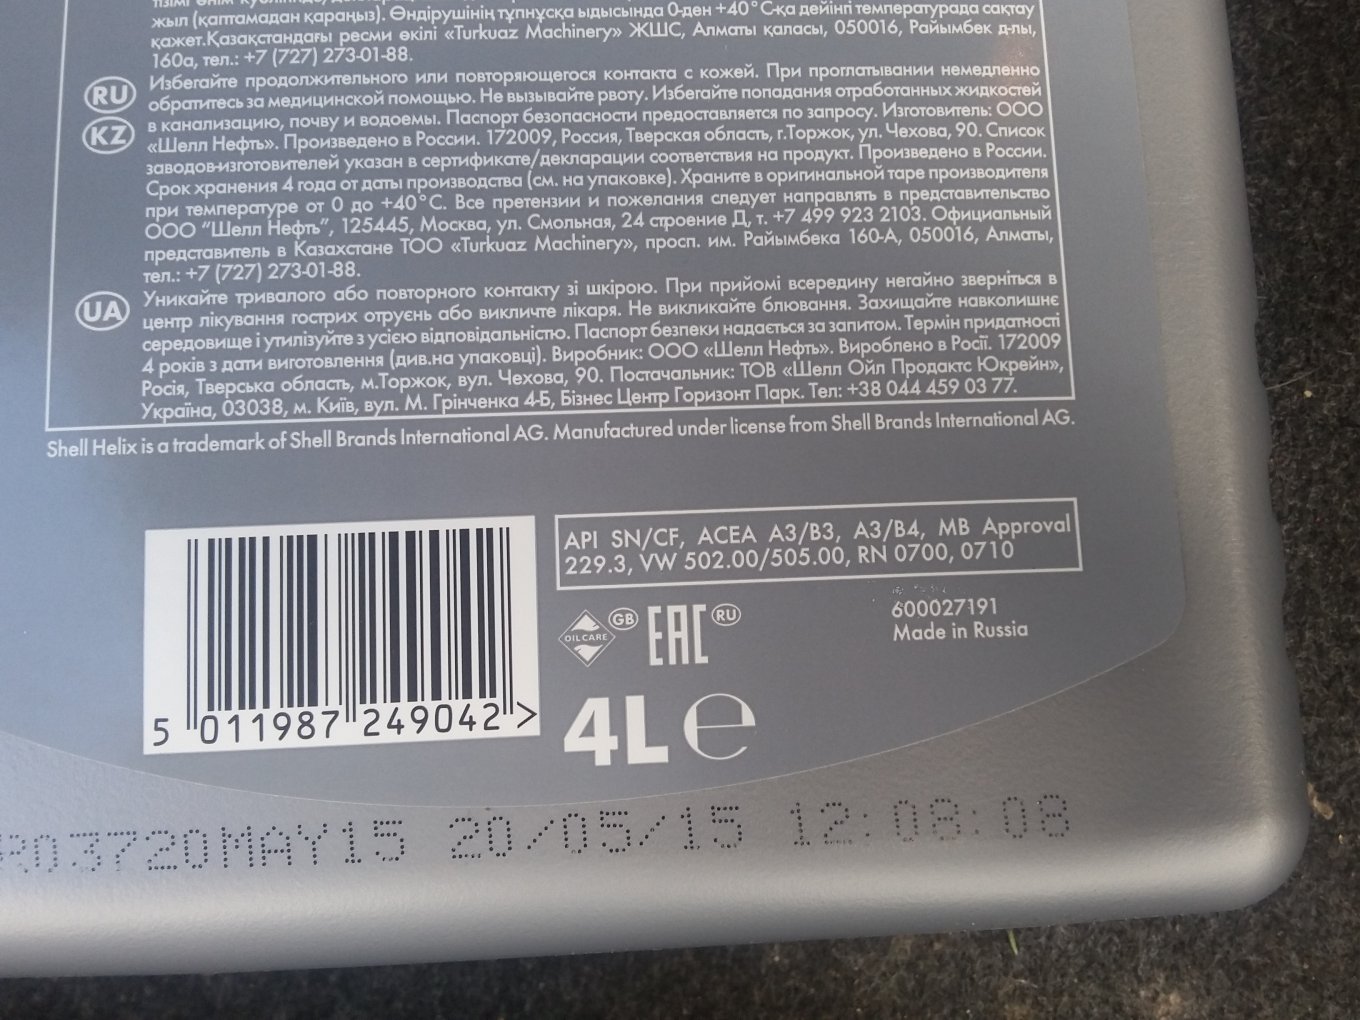 жыл (қаптамадан қараңыз). Өндірушінің тұпнұсқа ыдысында 0-ден +40°С-қа дейінгі температурада сақтау
қажет.Қазақстандағы ресми өкілі «Turkuaz Machinery» ЖШС, Алматы қаласы, 050016, Райымбек д-лы,
160а, тел.: +7 (727) 273-01-88.
RU
KZ
Избегайте продолжительного или повторяющегося контакта с кожей. При проглатывании немедленно
обратитесь за медицинской помощью. Не вызывайте рвоту. Избегайте попадания отработанных жидкостей
в канализацию, почву и водоемы. Паспорт безопасности предоставляется по запросу. Изготовитель: ООО
«Шелл Нефть». Произведено в России. 172009, Россия, Тверская область, г.Торжок, ул. Чехова, 90. Список
заводов-изготовителей указан в сертификате/декларации соответствия на продукт. Произведено в России.
Срок хранения 4 года от даты производства (см. на упаковке). Храните в оригинальной таре производителя
при температуре от 0 до +40°С. Все претензии и пожелания следует направлять в представительство
ООО "Шелл Нефть", 125445, Москва, ул. Смольная, 24 строение Д, т. +7 499 923 2103. Официальный
представитель в Казахстане ТОО «Turkuaz Machinery», просп. им. Райымбека 160-А, 050016, Алматы,
тел.: +7 (727) 273-01-88.
UA
Уникайте тривалого або повторного контакту зі шкірою. При прийомі всередину негайно зверніться в
центр лікування гострих отруєнь або викличте лікаря. Не викликайте блювання. Захищайте навколишнє
середовище і утилізуйте з усією відповідальністю. Паспорт безпеки надається за запитом. Термін придатності
4 років з дати виготовлення (див.на упаковці). Виробник: ООО «Шелл Нефть». Вироблено в Росії. 172009
Росія, Тверська область, м.Торжок, вул. Чехова, 90. Постачальник: ТОВ «Шелл Ойл Продактс Юкрейн»,
Україна, 03038, м. Київ, вул. М. Грінченка 4-Б, Бізнес Центр Горизонт Парк. Тел: +38 044 459 03 77.
Shell Helix is a trademark of Shell Brands International AG. Manufactured under license from Shell Brands International AG.
API SN/CF, ACEA A3/B3, A3/B4, MB Approval
229.3, VW 502.00/505.00, RN 0700, 0710
OIL CARE GB EAC RU
600027191
Made in Russia
4L e
5 011987 249042 >
R03720MAY15 20/05/15 12:08:08